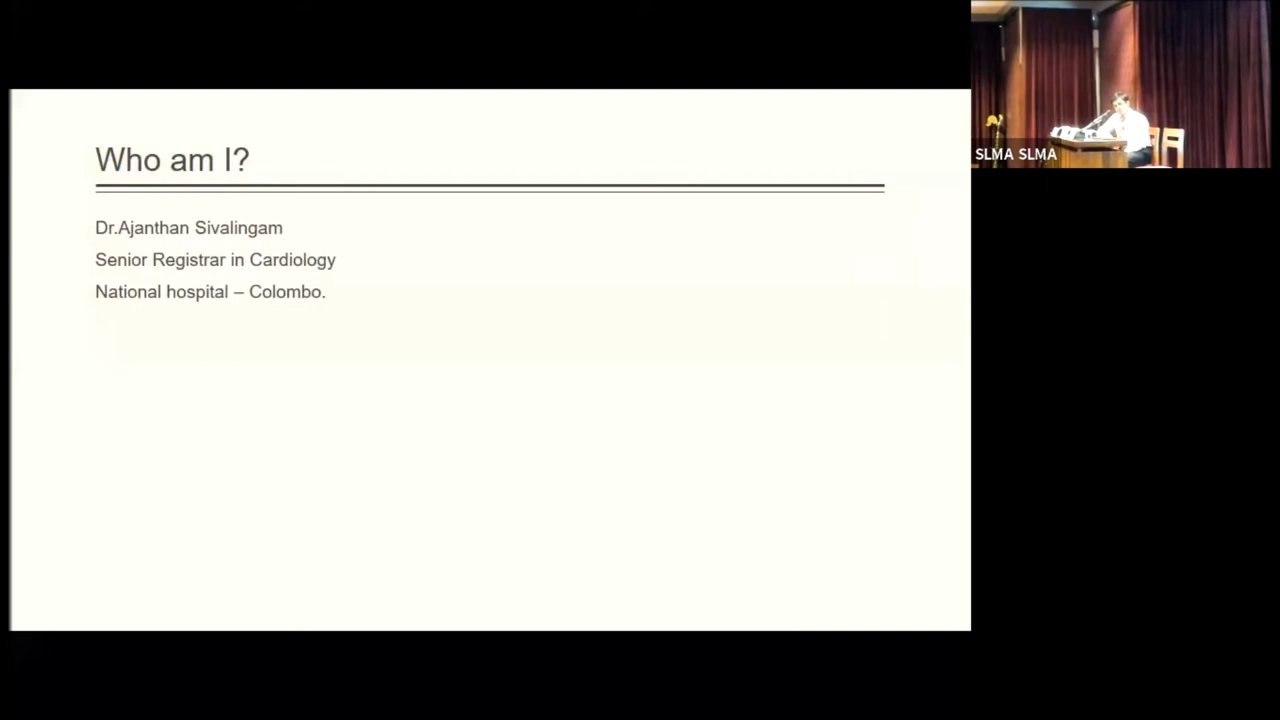 Who am I?
Dr.Ajanthan Sivalingam
Senior Registrar in Cardiology
National hospital – Colombo.
SLMA SLMA